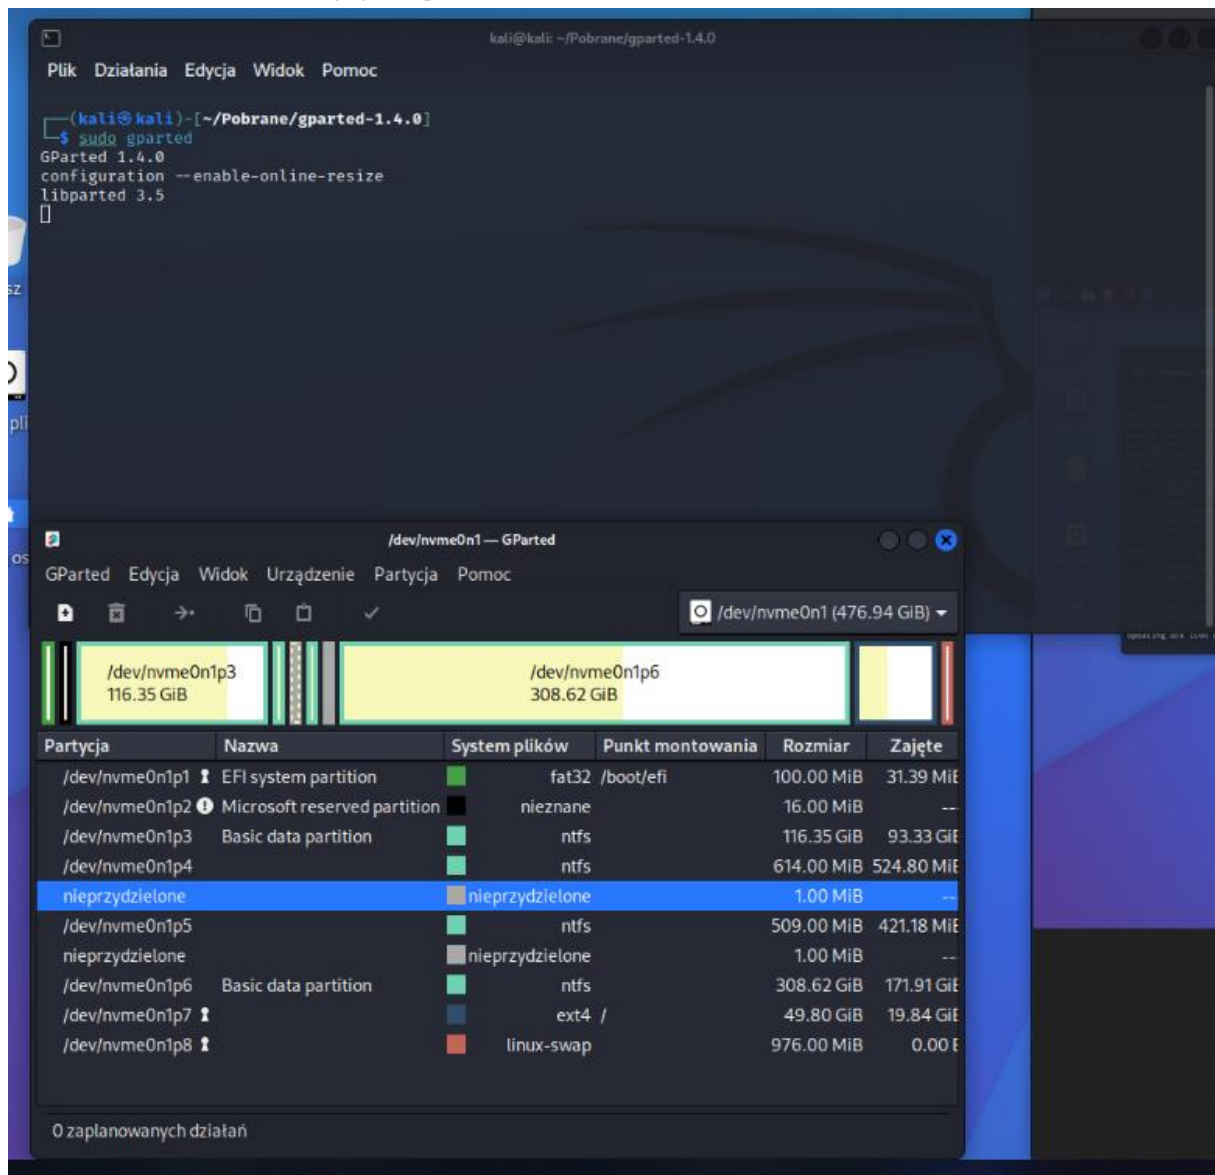 kali@kali: ~/Pobrane/gparted-1.4.0
Plik Działania Edycja Widok Pomoc
(kali㉿kali)-[~/Pobrane/gparted-1.4.0]
$ sudo gparted
GParted 1.4.0
configuration --enable-online-resize
libparted 3.5
sz
pli
os
/dev/nvme0n1 — GParted
GParted Edycja Widok Urządzenie Partycja Pomoc
/dev/nvme0n1 (476.94 GiB)
/dev/nvme0n1p3 /dev/nvme0n1p6
116.35 GiB 308.62 GiB
Partycja Nazwa System plików Punkt montowania Rozmiar Zajęte
/dev/nvme0n1p1 EFI system partition fat32 /boot/efi 100.00 MiB 31.39 MiB
/dev/nvme0n1p2 Microsoft reserved partition nieznane 16.00 MiB ---
/dev/nvme0n1p3 Basic data partition ntfs 116.35 GiB 93.33 GiB
/dev/nvme0n1p4 ntfs 614.00 MiB 524.80 MiB
nieprzydzielone nieprzydzielone 1.00 MiB ---
/dev/nvme0n1p5 ntfs 509.00 MiB 421.18 MiB
nieprzydzielone nieprzydzielone 1.00 MiB ---
/dev/nvme0n1p6 Basic data partition ntfs 308.62 GiB 171.91 GiB
/dev/nvme0n1p7 ext4 / 49.80 GiB 19.84 GiB
/dev/nvme0n1p8 linux-swap 976.00 MiB 0.00 B
0 zaplanowanych działań